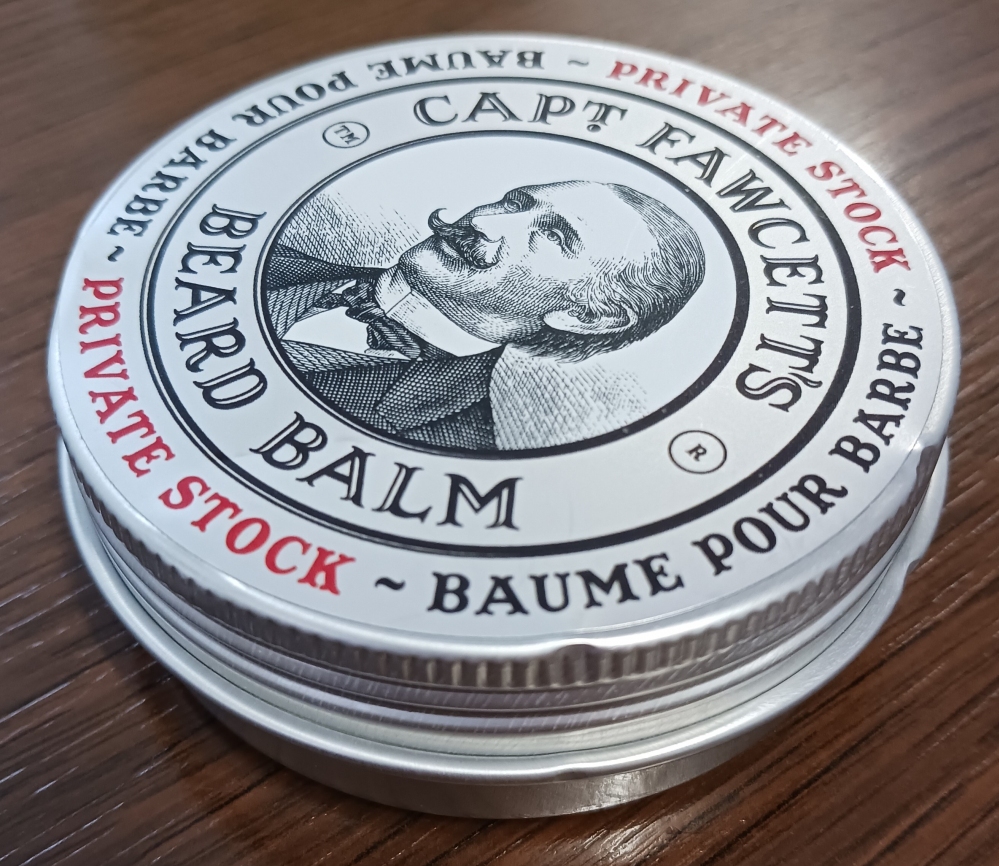 CAPT FAWCETT'S
BEARD BALM
TM
R
PRIVATE STOCK ~ BAUME POUR BARBE ~ PRIVATE STOCK ~ BAUME POUR BARBE ~